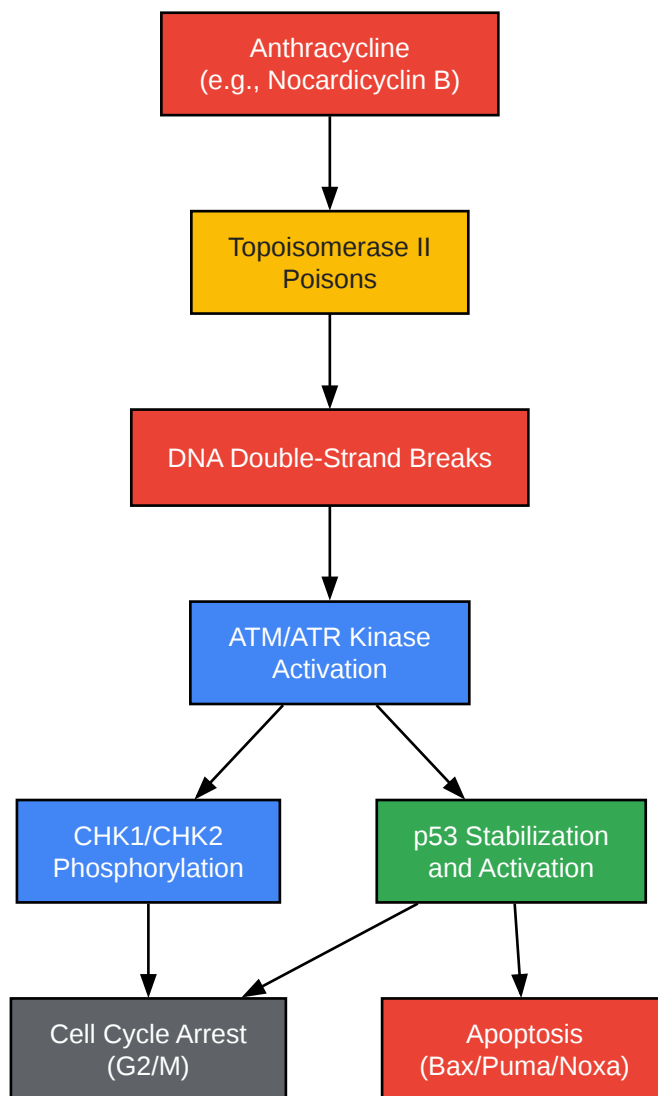 Anthracycline
(e.g., Nocardicyclin B)
Topoisomerase II
Poisons
DNA Double-Strand Breaks
ATM/ATR Kinase
Activation
CHK1/CHK2
Phosphorylation
p53 Stabilization
and Activation
Cell Cycle Arrest
(G2/M)
Apoptosis
(Bax/Puma/Noxa)